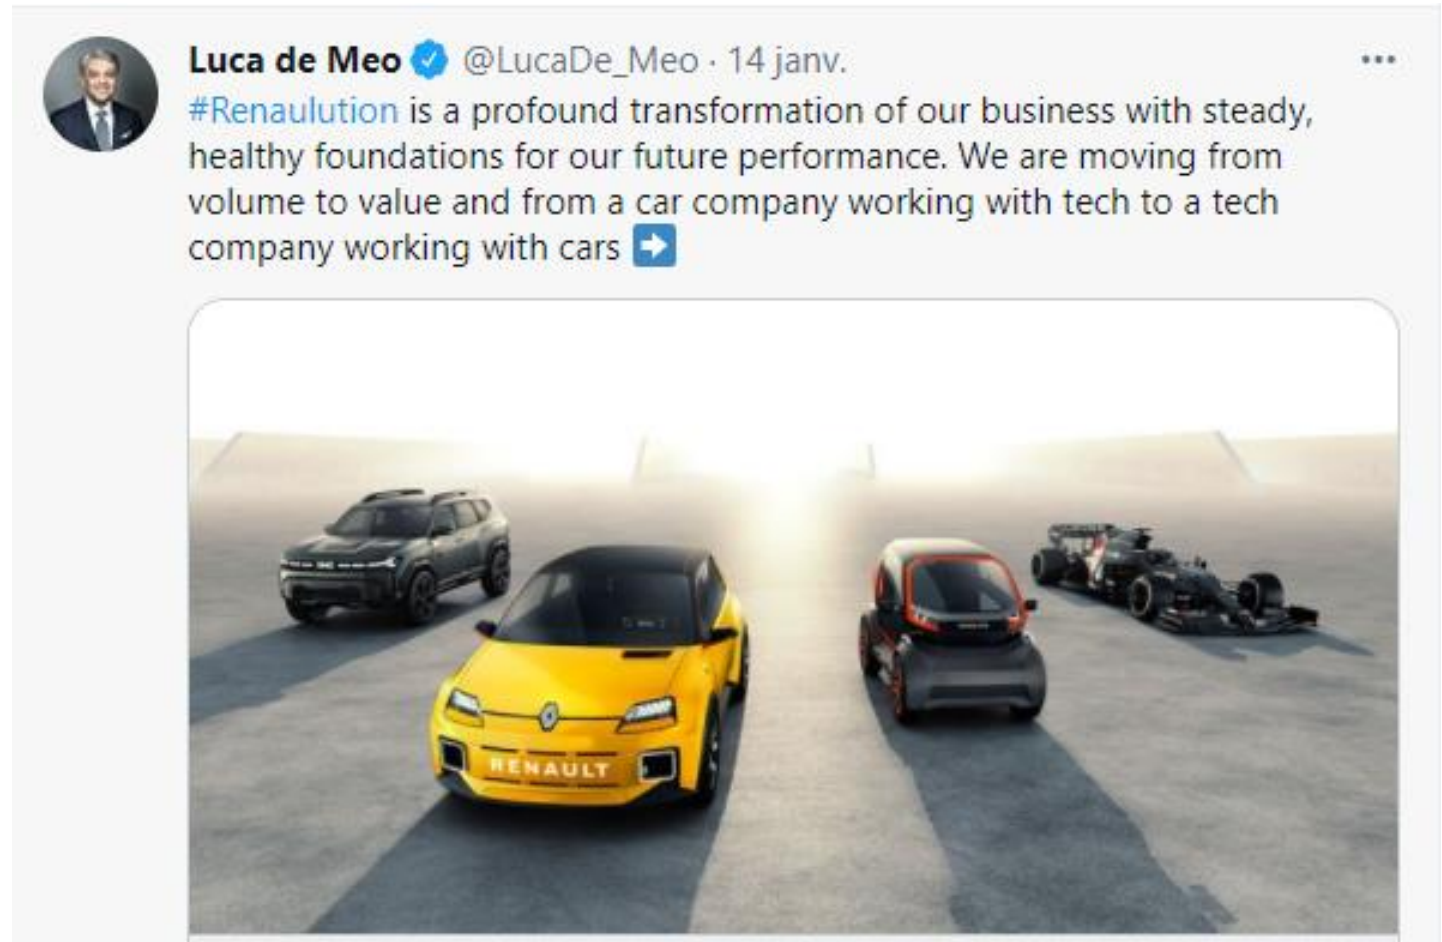 Luca de Meo @LucaDe_Meo · 14 janv.
#Renaulution is a profound transformation of our business with steady,
healthy foundations for our future performance. We are moving from
volume to value and from a car company working with tech to a tech
company working with cars ➡️
RENAULT